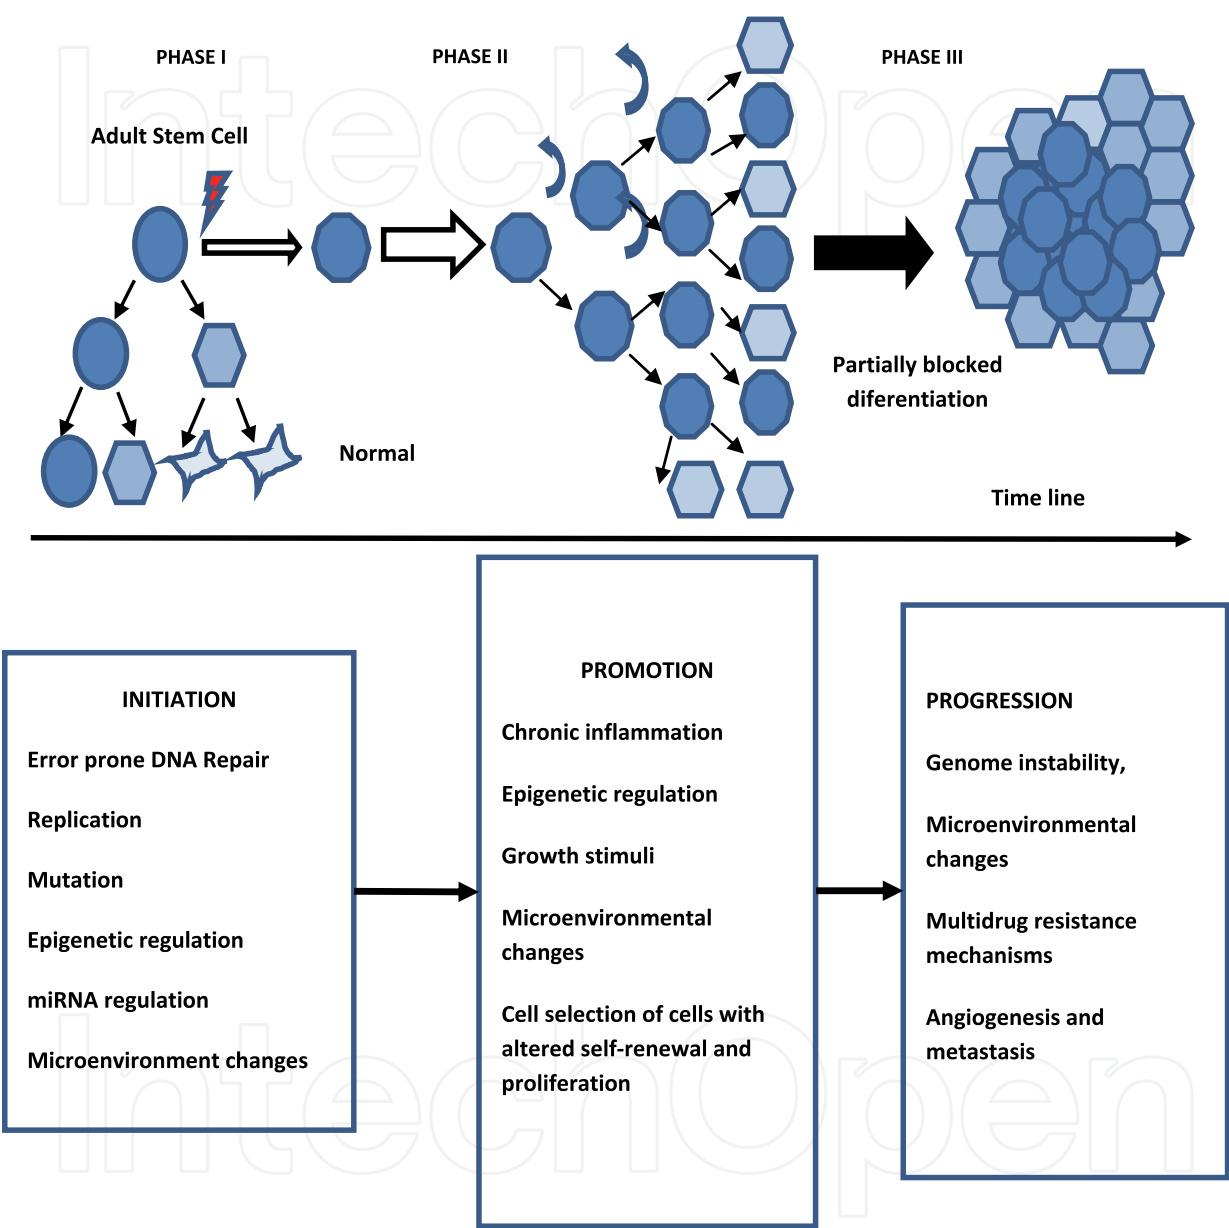 PHASE I
PHASE II
PHASE III
Adult Stem Cell
Partially blocked
diferentiation
Normal
Time line
INITIATION
Error prone DNA Repair
Replication
Mutation
Epigenetic regulation
miRNA regulation
Microenvironment changes
PROMOTION
Chronic inflammation
Epigenetic regulation
Growth stimuli
Microenvironmental
changes
Cell selection of cells with
altered self-renewal and
proliferation
PROGRESSION
Genome instability,
Microenvironmental
changes
Multidrug resistance
mechanisms
Angiogenesis and
metastasis
IntechOpen
IntechOpen